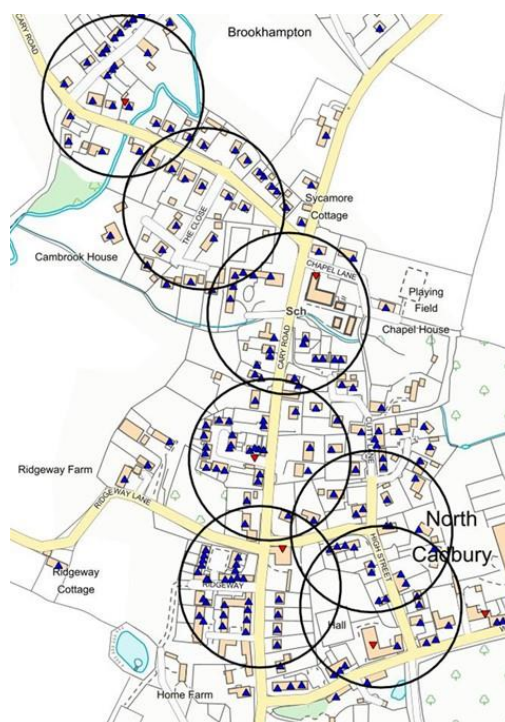 CARY ROAD
Brookhampton
Sycamore
Cottage
THE CLOSE
Cambrook House
CHAPEL LANE
Playing
Field
Sch
Chapel House
CARY ROAD
Ridgeway Farm
RIDGEWAY LANE
North
Cadbury
HIGH STREET
Ridgeway
Cottage
RIDGEWAY
Hall
Home Farm